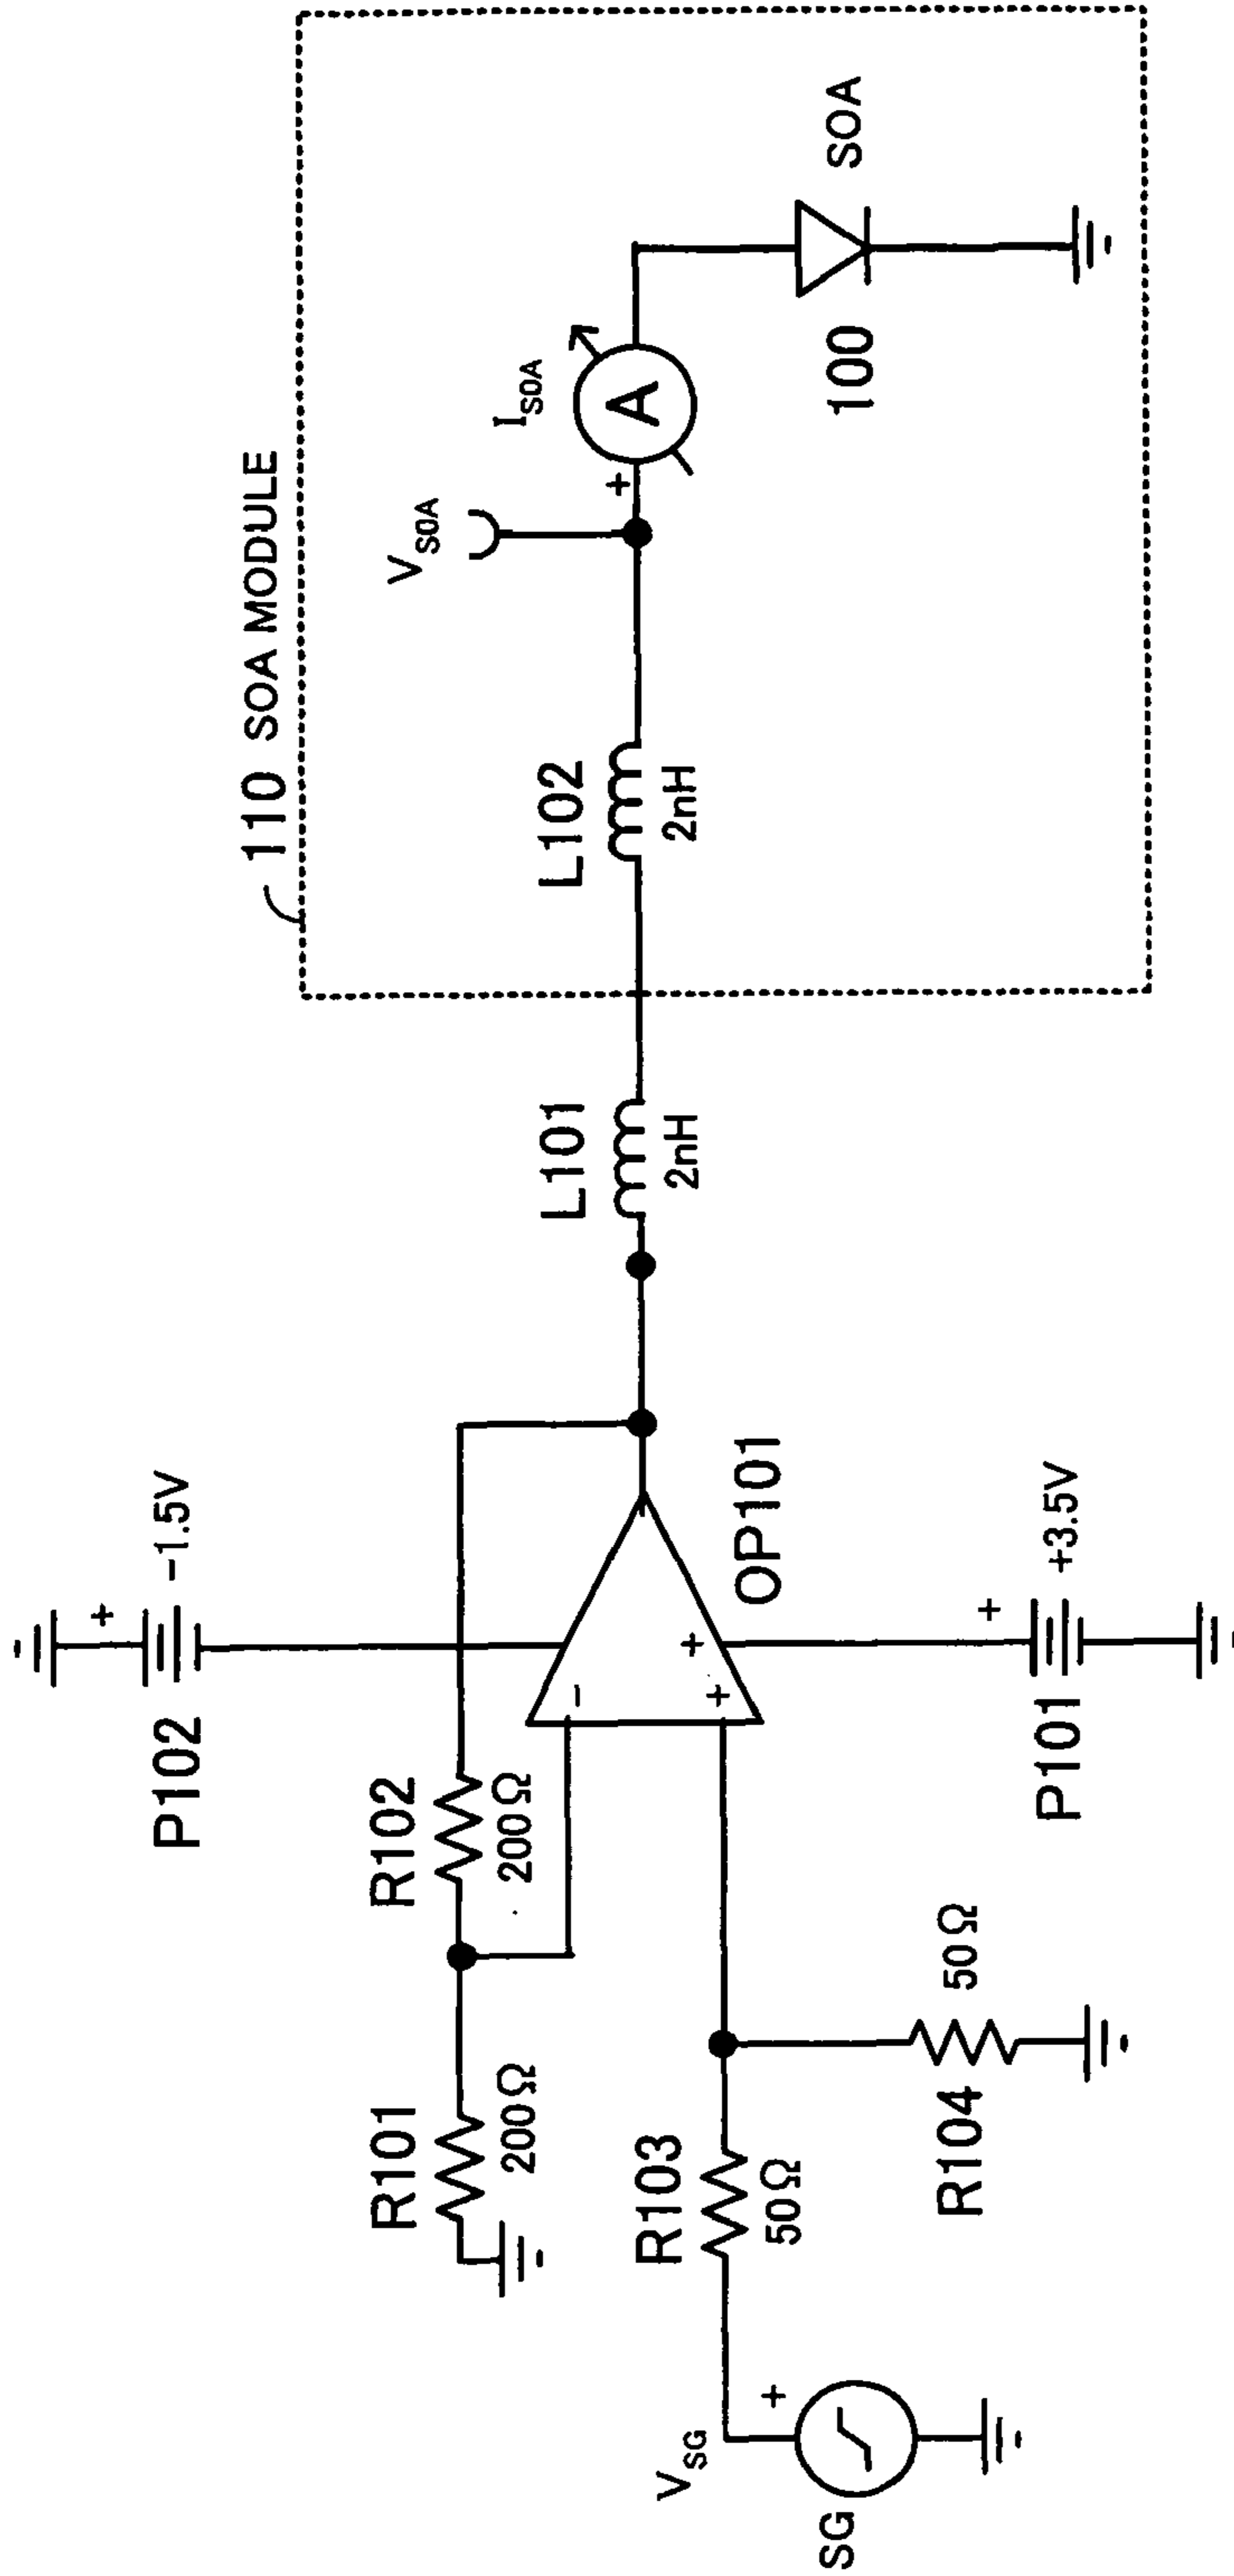 110 SOA MODULE
P102
-1.5V
+
R102
200Ω
R101
200Ω
L101
2nH
L102
2nH
V_SOA
I_SOA
+
A
SOA
100
-
+
+
OP101
R103
50Ω
R104
50Ω
P101
+
+3.5V
V_SG
+
SG